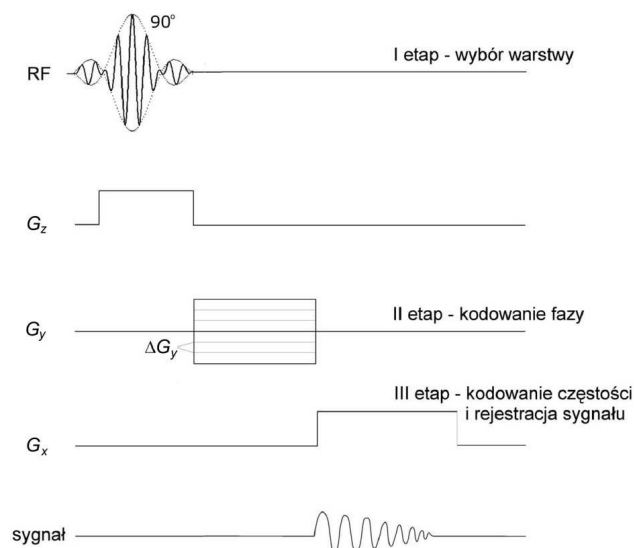 90°
I etap - wybór warstwy
RF
Gz
Gy
II etap - kodowanie fazy
ΔGy
III etap - kodowanie częstości
i rejestracja sygnału
Gx
sygnał